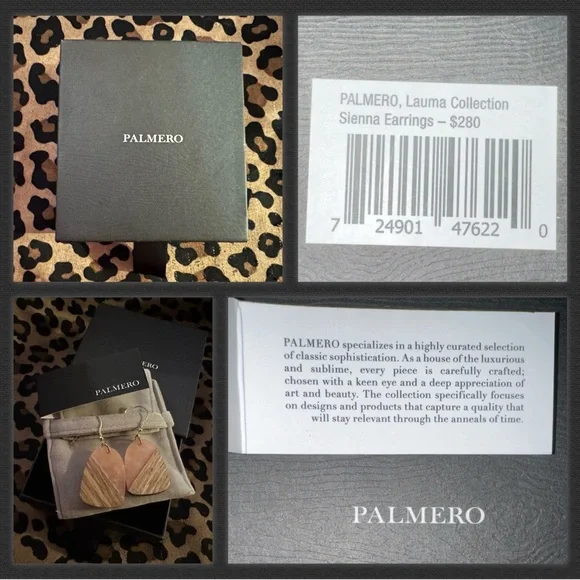 PALMERO
PALMERO, Lauma Collection
Sienna Earrings – $280
7 24901 47622 0
ERO
PALMERO
PALMERO specializes in a highly curated selection
of classic sophistication. As a house of the luxurious
and sublime, every piece is carefully crafted;
chosen with a keen eye and a deep appreciation of
art and beauty. The collection specifically focuses
on designs and products that capture a quality that
will stay relevant through the anneals of time.
PALMERO